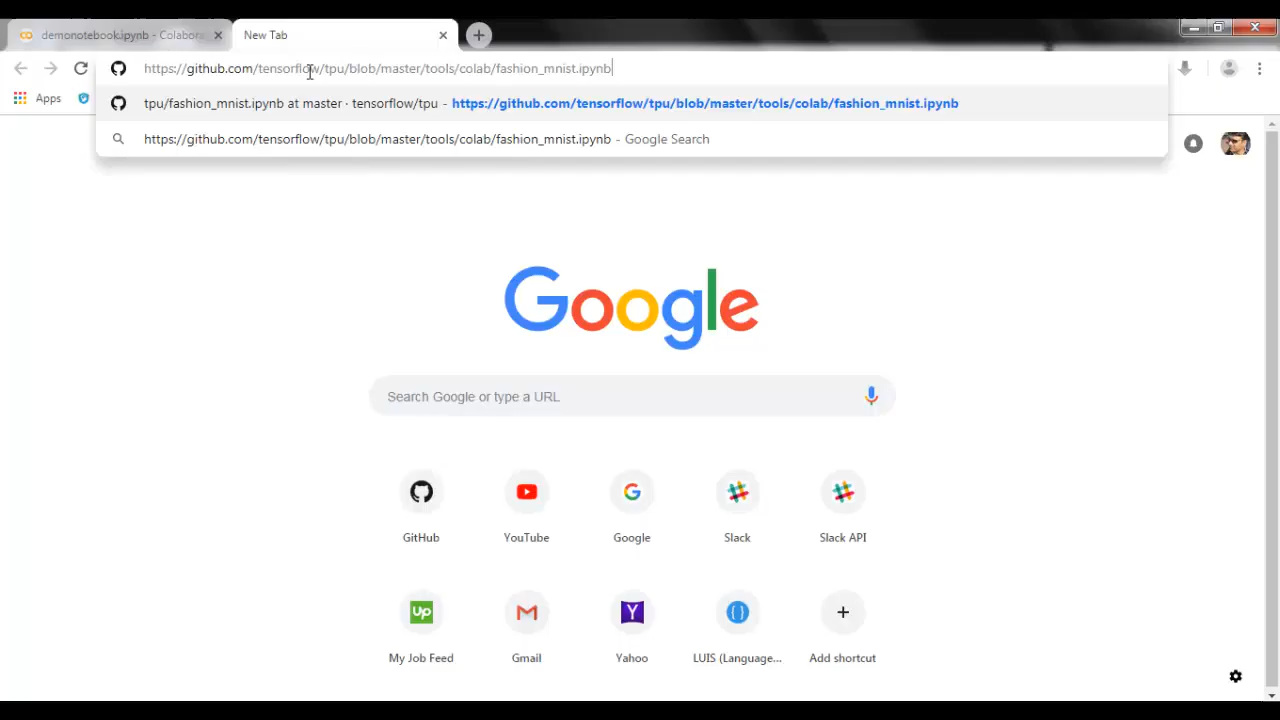 demonotebook.ipynb - Colabora
New Tab
https://github.com/tensorflow/tpu/blob/master/tools/colab/fashion_mnist.ipynb
Apps
tpu/fashion_mnist.ipynb at master · tensorflow/tpu - https://github.com/tensorflow/tpu/blob/master/tools/colab/fashion_mnist.ipynb
https://github.com/tensorflow/tpu/blob/master/tools/colab/fashion_mnist.ipynb - Google Search
Google
Search Google or type a URL
GitHub
YouTube
Google
Slack
Slack API
Up
My Job Feed
Gmail
Yahoo
LUIS (Language...
Add shortcut